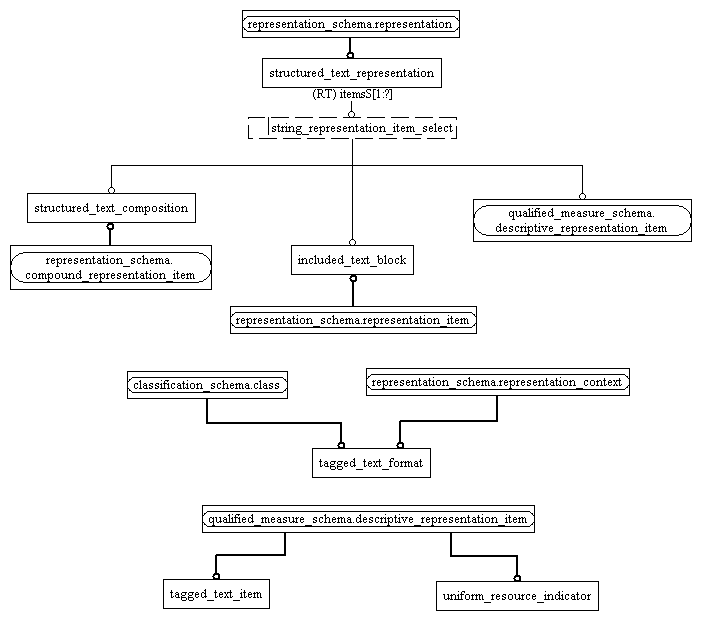 representation_schema.representation
structured_text_representation
(RT) itemsS[1:?]
string_representation_item_select
structured_text_composition
qualified_measure_schema.
descriptive_representation_item
representation_schema.
compound_representation_item
included_text_block
representation_schema.representation_item
classification_schema.class
representation_schema.representation_context
tagged_text_format
qualified_measure_schema.descriptive_representation_item
tagged_text_item
uniform_resource_indicator